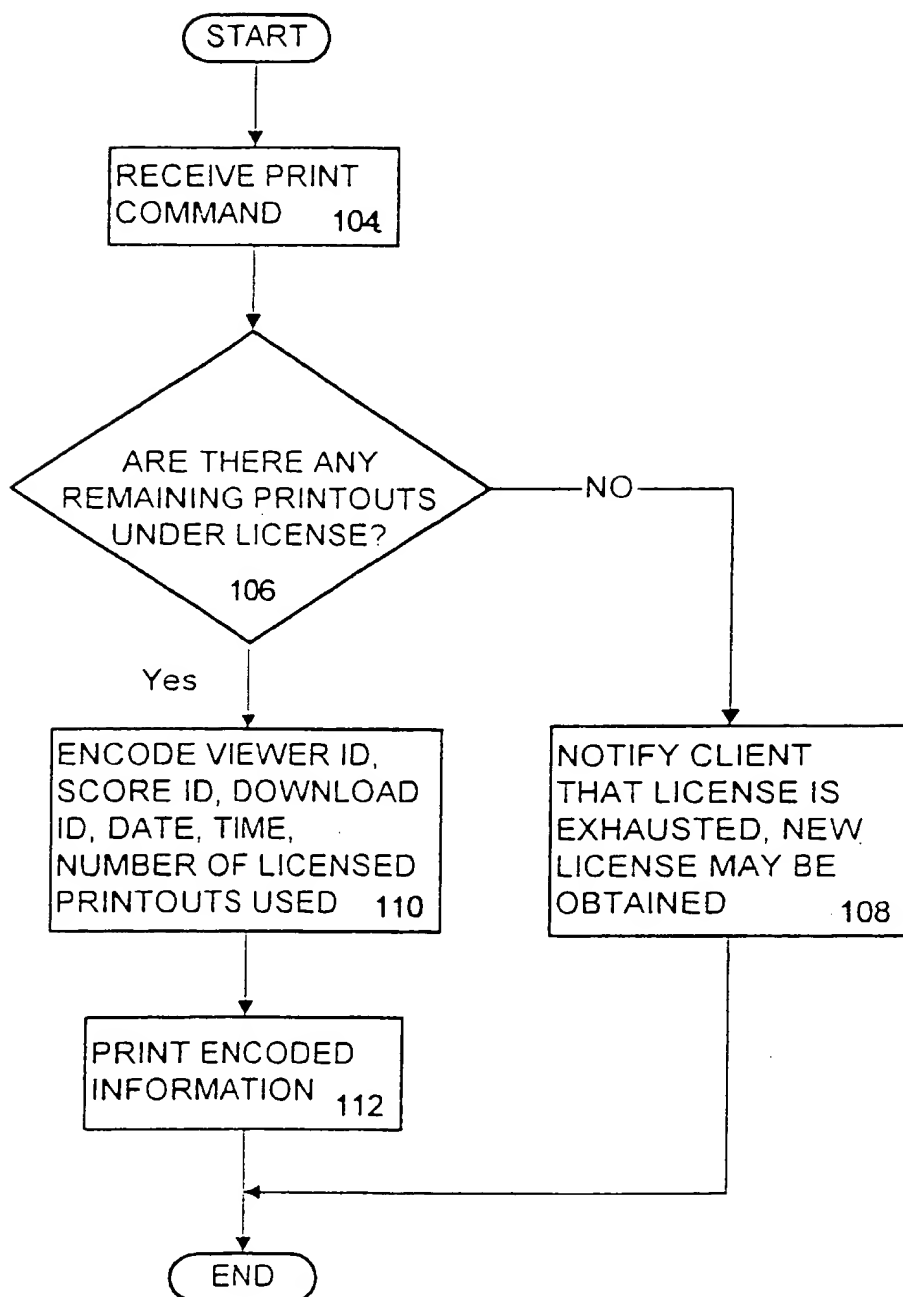 START
RECEIVE PRINT
COMMAND 104
ARE THERE ANY
REMAINING PRINTOUTS
UNDER LICENSE?
106
NO
Yes
ENCODE VIEWER ID,
SCORE ID, DOWNLOAD
ID, DATE, TIME,
NUMBER OF LICENSED
PRINTOUTS USED 110
NOTIFY CLIENT
THAT LICENSE IS
EXHAUSTED, NEW
LICENSE MAY BE
OBTAINED 108
PRINT ENCODED
INFORMATION 112
END